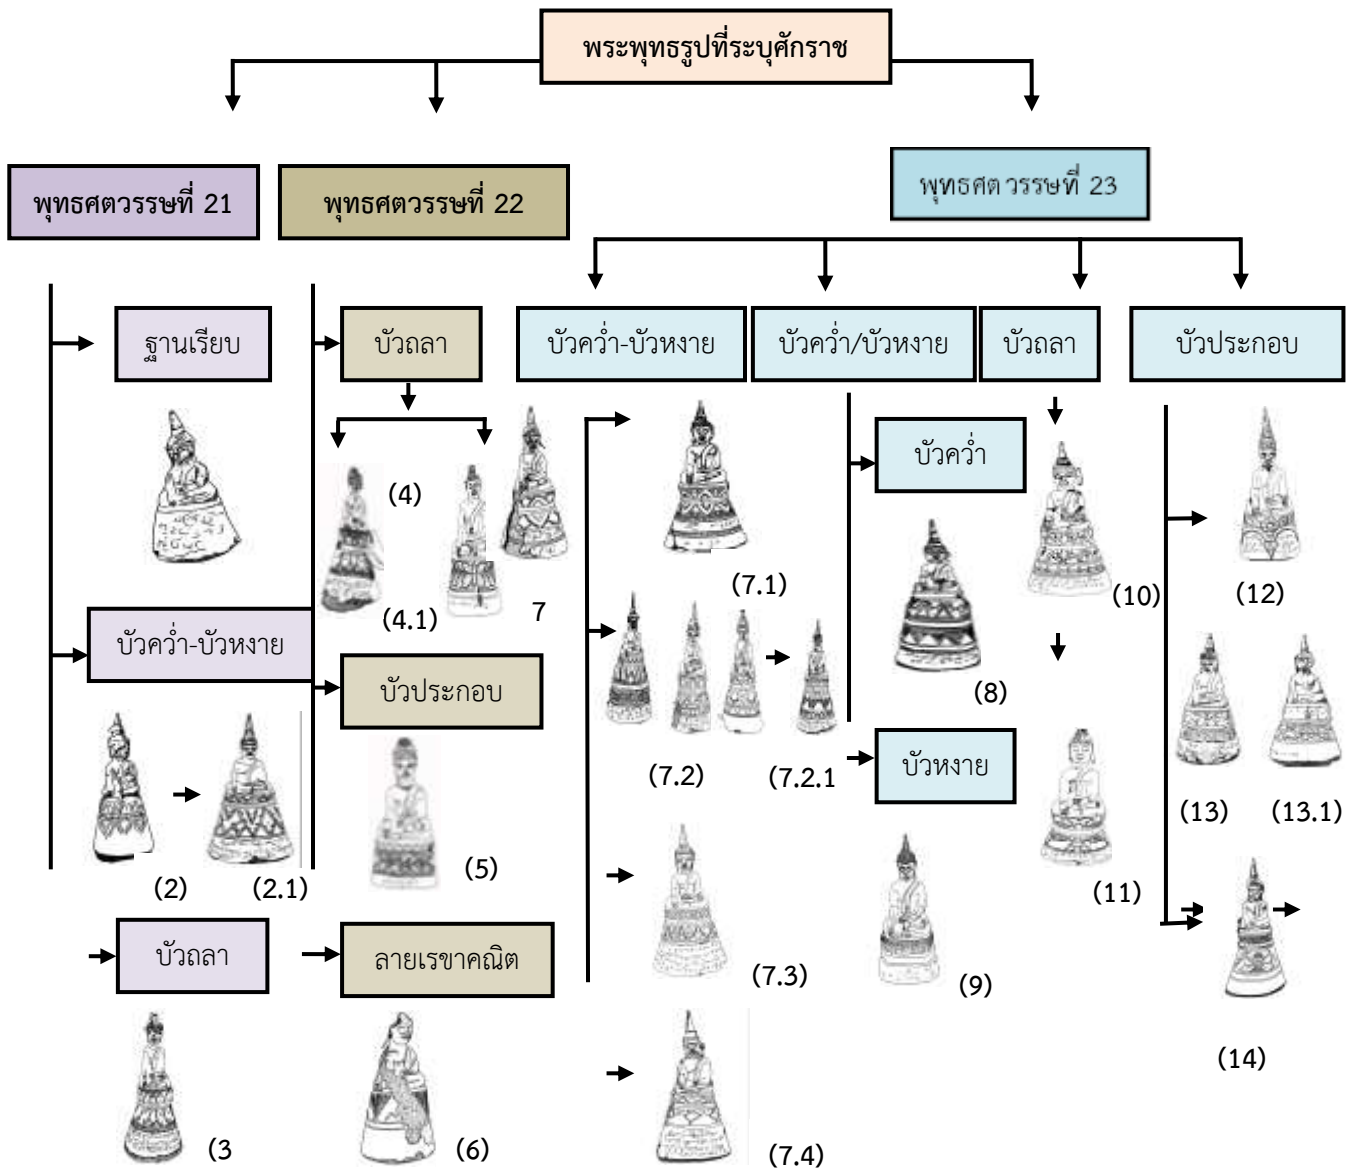 พระพุทธรูปที่ระบุศักราช
พุทธศตวรรษที่ 21
พุทธศตวรรษที่ 22
พุทธศตวรรษที่ 23
ฐานเรียบ
บัวถลา
บัวคว่ำ-บัวหงาย
บัวคว่ำ/บัวหงาย
บัวถลา
บัวประกอบ
บัวคว่ำ
(4)
(4.1)
7
(7.1)
(10)
(12)
บัวคว่ำ-บัวหงาย
บัวประกอบ
(8)
(7.2)
(7.2.1
บัวหงาย
(13)
(13.1)
(2)
(2.1)
(5)
(11)
บัวถลา
ลายเรขาคณิต
(7.3)
(9)
(14)
(3
(6)
(7.4)